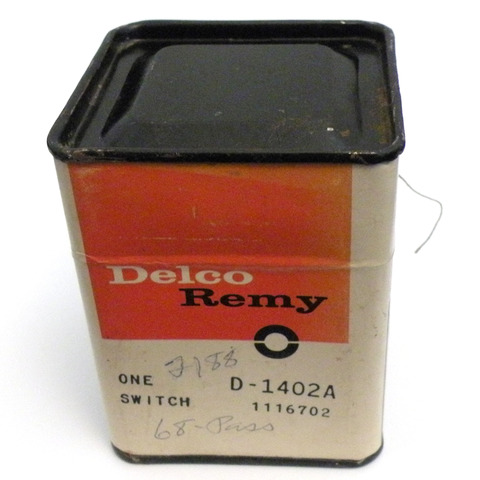 Delco
Remy
ONE D-1402A
SWITCH 1116702
68-Pass